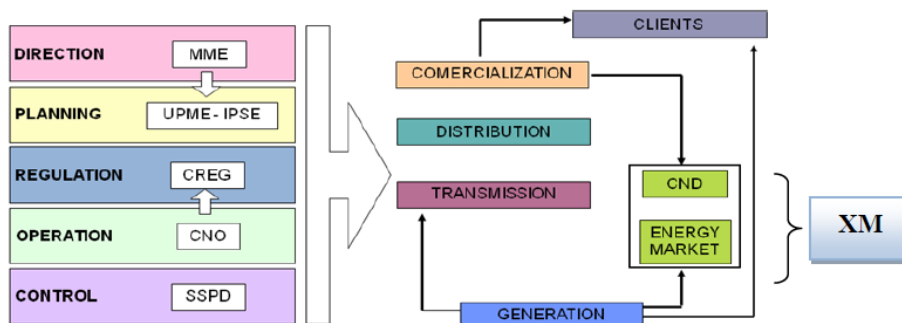 DIRECTION
MME
PLANNING
UPME- IPSE
REGULATION
CREG
OPERATION
CNO
CONTROL
SSPD
CLIENTS
COMERCIALIZATION
DISTRIBUTION
TRANSMISSION
CND
ENERGY
MARKET
GENERATION
XM